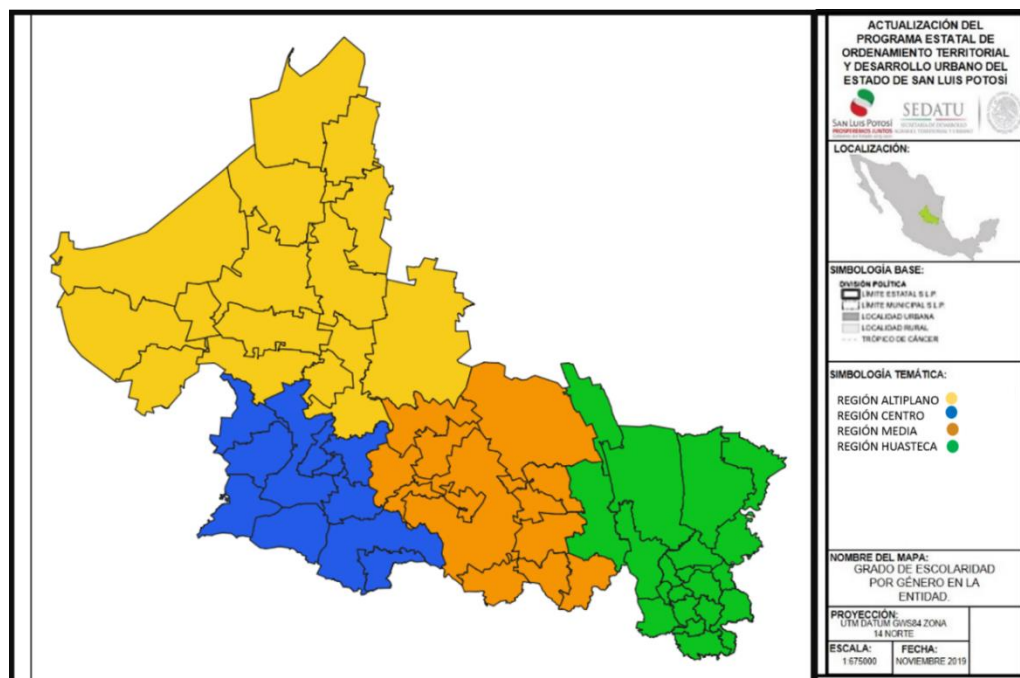 ACTUALIZACIÓN DEL
PROGRAMA ESTATAL DE
ORDENAMIENTO TERRITORIAL
Y DESARROLLO URBANO DEL
ESTADO DE SAN LUIS POTOSÍ
SAN LUIS POTOSÍ
PROSPEREMOS JUNTOS
SEDATU
LOCALIZACIÓN:
SIMBOLOGÍA BASE:
DIVISIÓN POLÍTICA
LÍMITE ESTATAL S.L.P.
LÍMITE MUNICIPAL S.L.P.
LOCALIDAD URBANA
LOCALIDAD RURAL
TRÓPICO DE CÁNCER
SIMBOLOGÍA TEMÁTICA:
REGIÓN ALTIPLANO
REGIÓN CENTRO
REGIÓN MEDIA
REGIÓN HUASTECA
NOMBRE DEL MAPA:
GRADO DE ESCOLARIDAD
POR GÉNERO EN LA
ENTIDAD.
PROYECCIÓN:
UTM DATUM GWS84 ZONA
14 NORTE
ESCALA:
1:675000
FECHA:
NOVIEMBRE 2019